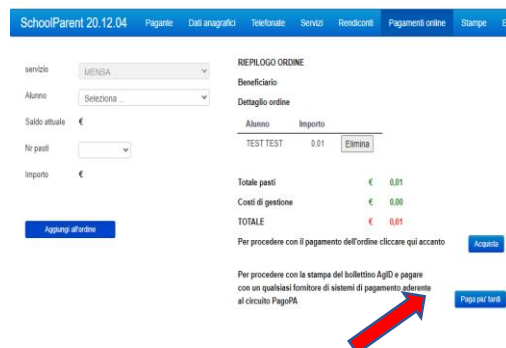 SchoolParent 20.12.04 Pagante Dati anagrafici Telefonate Servizi Rendiconti Pagamenti online Stampe E
servizio MENSA
Alunno Seleziona ...
Saldo attuale €
Nr pasti
Importo €
Aggiungi all'ordine
RIEPILOGO ORDINE
Beneficiario
Dettaglio ordine
Alunno Importo
TEST TEST 0.01 Elimina
Totale pasti € 0,01
Costi di gestione € 0,00
TOTALE € 0,01
Per procedere con il pagamento dell'ordine cliccare qui accanto Acquista
Per procedere con la stampa del bollettino AgID e pagare
con un qualsiasi fornitore di sistemi di pagamento aderente
al circuito PagoPA Paga piu' tardi